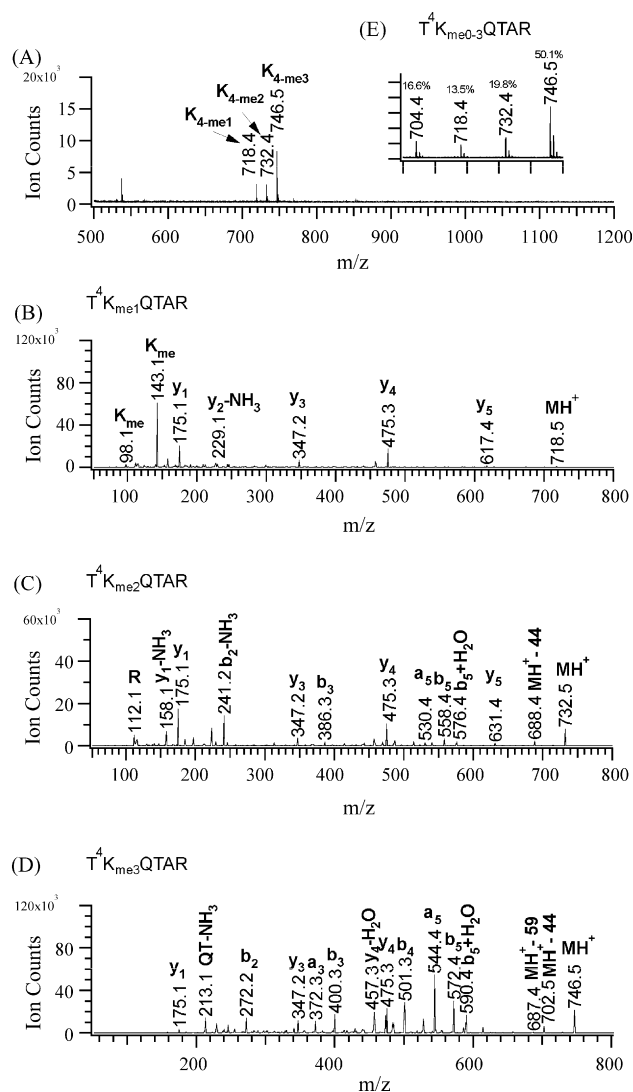 (A)
20x10³
15
10
5
0
Ion Counts
K4-me1
K4-me2
K4-me3
718.4
732.4
746.5
500 600 700 800 900 1000 1100 1200
m/z
(E) T⁴Kme0-3QTAR
16.6% 13.5% 19.8% 50.1%
704.4 718.4 732.4 746.5
(B) T⁴Kme1QTAR
120x10³
80
40
0
Ion Counts
Kme Kme y1 y2-NH3 y3 y4 y5 MH⁺
98.1 143.1 175.1 229.1 347.2 475.3 617.4 718.5
100 200 300 400 500 600 700 800
m/z
(C) T⁴Kme2QTAR
60x10³
40
20
0
Ion Counts
R y1-NH3 y1 b2-NH3 y3 b3 y4 a5 b5 b5+H2O y5 MH⁺- 44 MH⁺
112.1 158.1 175.1 241.2 347.2 386.3 475.3 530.4 558.4 576.4 631.4 688.4 732.5
100 200 300 400 500 600 700 800
m/z
(D) T⁴Kme3QTAR
120x10³
80
40
0
Ion Counts
y1 QT-NH3 b2 y3 a3 b3 y4-H2O y4 b4 a5 b5 b5+H2O MH⁺- 59 MH⁺- 44 MH⁺
175.1 213.1 272.2 347.2 372.3 400.3 457.3 475.3 501.3 544.4 572.4 590.4 687.4 702.5 746.5
200 400 600 800
m/z